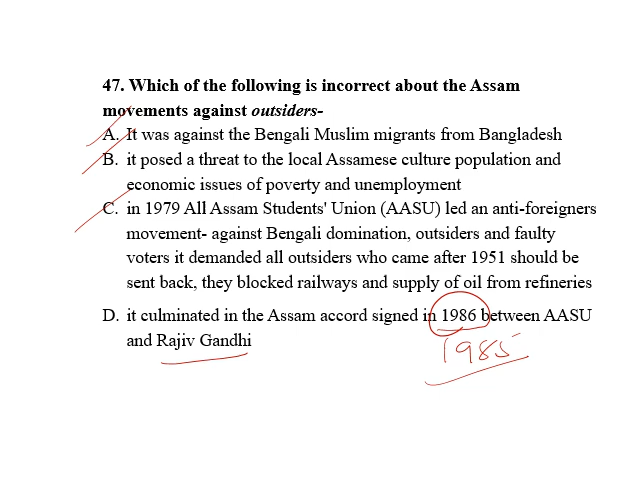 47. Which of the following is incorrect about the Assam
movements against outsiders-
A. It was against the Bengali Muslim migrants from Bangladesh
B. it posed a threat to the local Assamese culture population and
economic issues of poverty and unemployment
C. in 1979 All Assam Students' Union (AASU) led an anti-foreigners
movement- against Bengali domination, outsiders and faulty
voters it demanded all outsiders who came after 1951 should be
sent back, they blocked railways and supply of oil from refineries
D. it culminated in the Assam accord signed in 1986 between AASU
and Rajiv Gandhi
1985